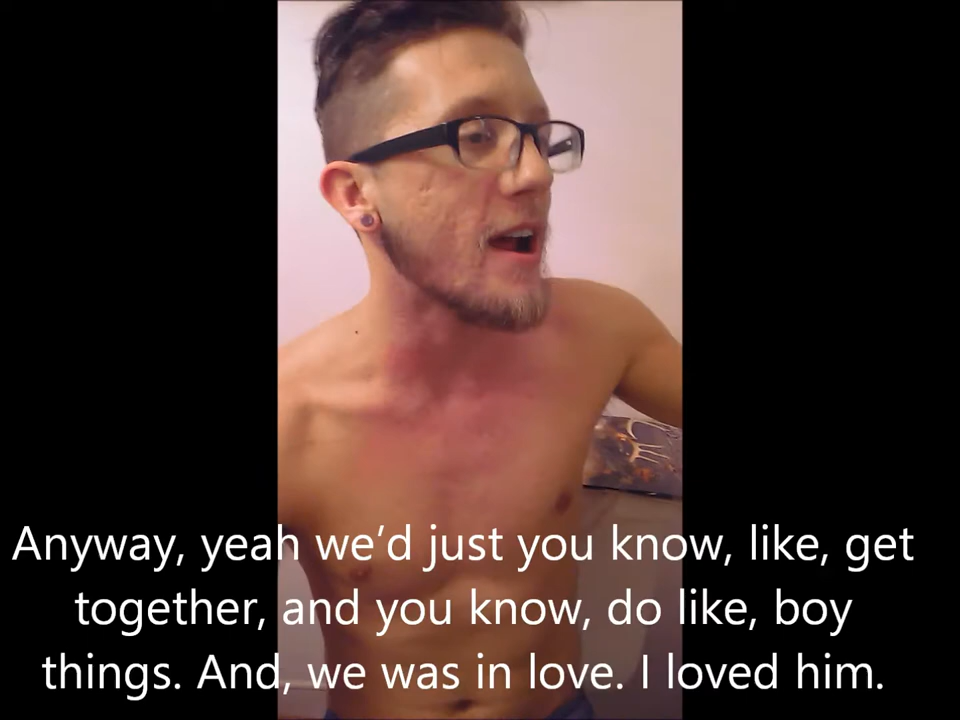 Anyway, yeah we’d just you know, like, get
together, and you know, do like, boy
things. And, we was in love. I loved him.